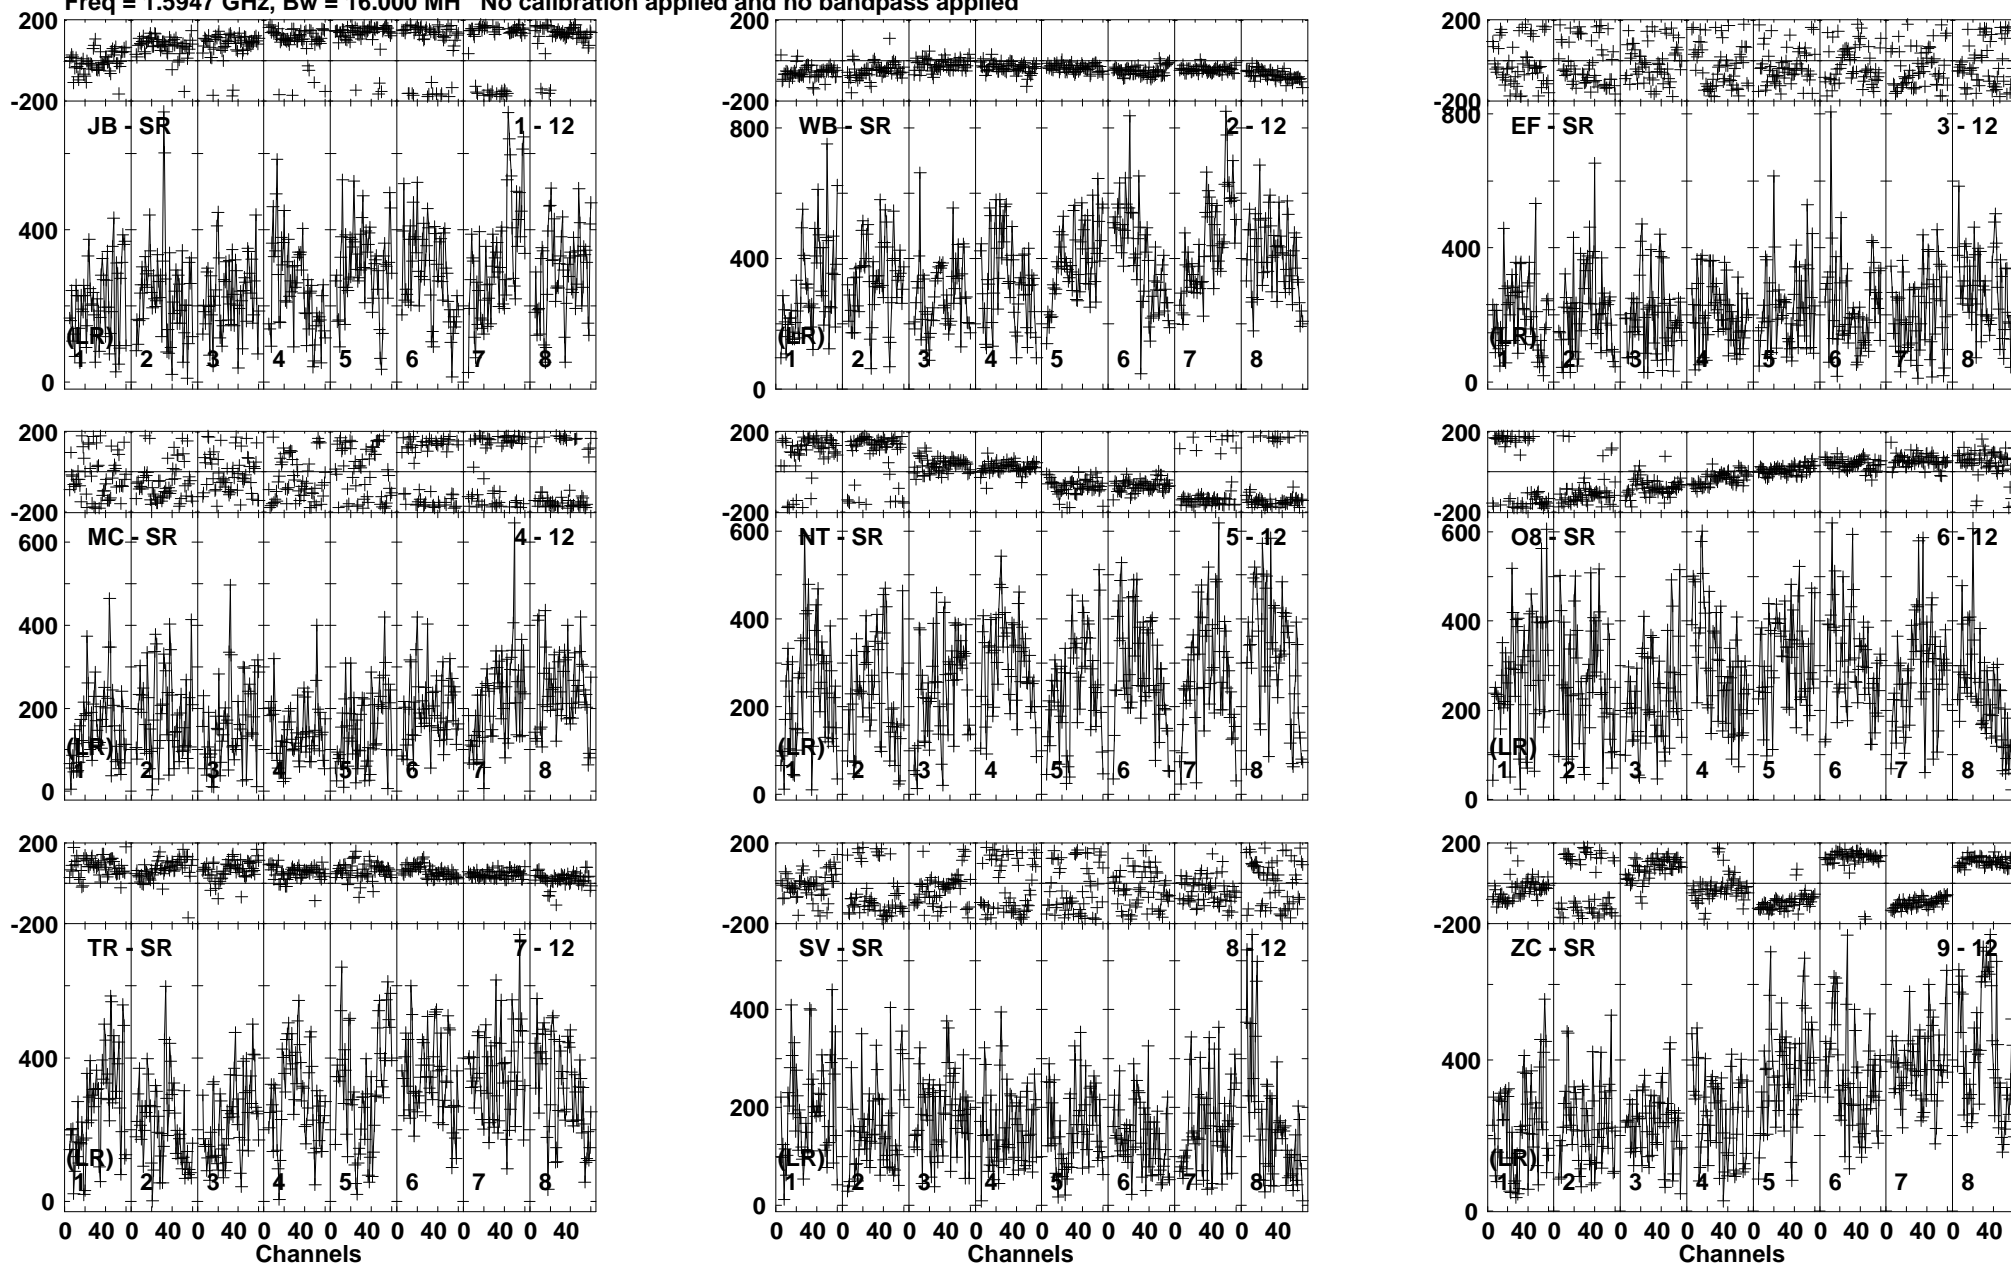 Freq = 1.5947 GHz, Bw = 16.000 MH No calibration applied and no bandpass applied
200 200 200
-200 -200 -200
JB - SR 1 - 12 WB - SR 2 - 12 EF - SR 3 - 12
800 800
400 400 400
(LR) (LR) (LR)
1 2 3 4 5 6 7 8 1 2 3 4 5 6 7 8 1 2 3 4 5 6 7 8
0 0 0
200 200 200
-200 -200 -200
MC - SR 4 - 12 NT - SR 5 - 12 O8 - SR 6 - 12
600 600 600
400 400 400
200 200 200
(LR) (LR) (LR)
1 2 3 4 5 6 7 8 1 2 3 4 5 6 7 8 1 2 3 4 5 6 7 8
0 0 0
200 200 200
-200 -200 -200
TR - SR 7 - 12 SV - SR 8 - 12 ZC - SR 9 - 12
400 400 400
200
(LR) (LR) (LR)
1 2 3 4 5 6 7 8 1 2 3 4 5 6 7 8 1 2 3 4 5 6 7 8
0 0 0
0 40 0 40 0 40 0 40 0 40 0 40 0 40 0 40 0 40 0 40 0 40 0 40 0 40 0 40 0 40 0 40 0 40 0 40 0 40 0 40 0 40 0 40 0 40 0 40
Channels Channels Channels